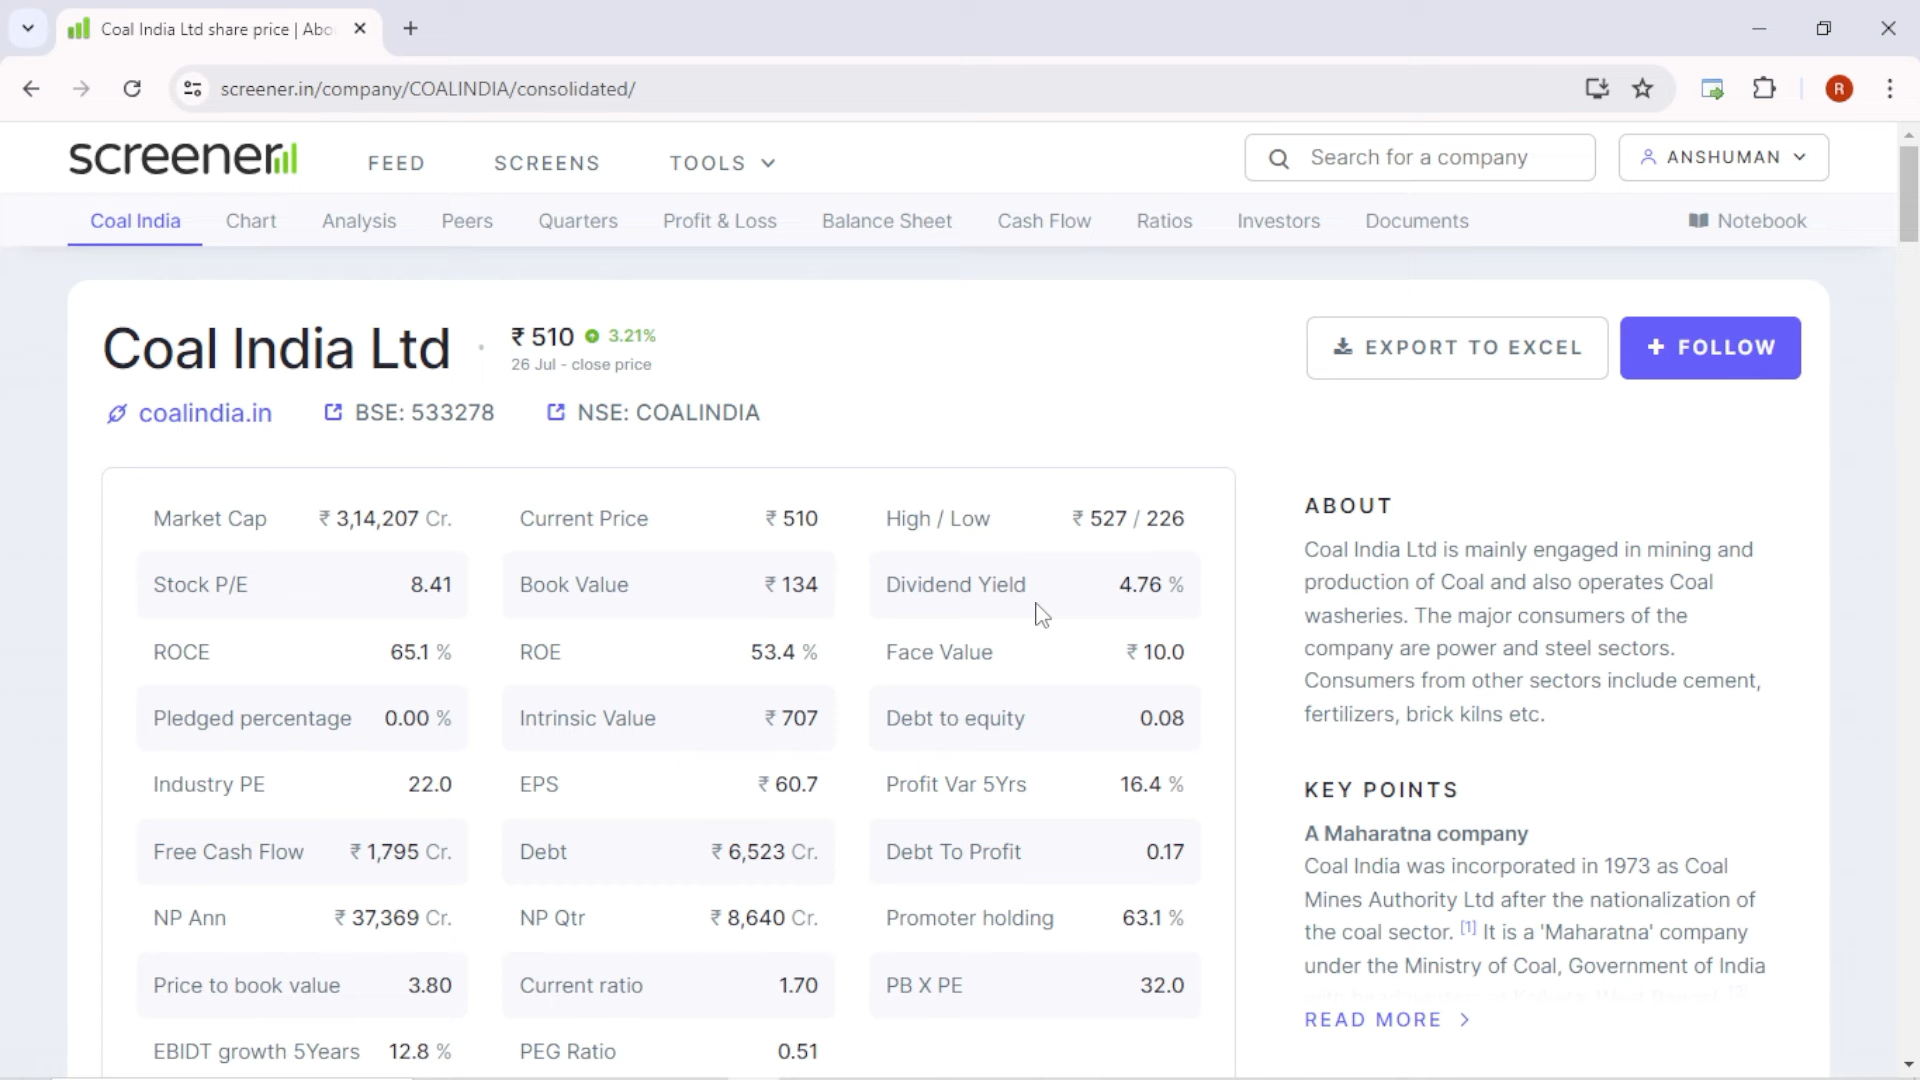 Coal India Ltd share price | Abo
screener.in/company/COALINDIA/consolidated/
R
screener
FEED
SCREENS
TOOLS
Search for a company
ANSHUMAN
Coal India
Chart
Analysis
Peers
Quarters
Profit & Loss
Balance Sheet
Cash Flow
Ratios
Investors
Documents
Notebook
Coal India Ltd
₹ 510 3.21%
26 Jul - close price
EXPORT TO EXCEL
+ FOLLOW
coalindia.in
BSE: 533278
NSE: COALINDIA
Market Cap ₹ 3,14,207 Cr.
Current Price ₹ 510
High / Low ₹ 527 / 226
Stock P/E 8.41
Book Value ₹ 134
Dividend Yield 4.76 %
ROCE 65.1 %
ROE 53.4 %
Face Value ₹ 10.0
Pledged percentage 0.00 %
Intrinsic Value ₹ 707
Debt to equity 0.08
Industry PE 22.0
EPS ₹ 60.7
Profit Var 5Yrs 16.4 %
Free Cash Flow ₹ 1,795 Cr.
Debt ₹ 6,523 Cr.
Debt To Profit 0.17
NP Ann ₹ 37,369 Cr.
NP Qtr ₹ 8,640 Cr.
Promoter holding 63.1 %
Price to book value 3.80
Current ratio 1.70
PB X PE 32.0
EBIDT growth 5Years 12.8 %
PEG Ratio 0.51
ABOUT
Coal India Ltd is mainly engaged in mining and
production of Coal and also operates Coal
washeries. The major consumers of the
company are power and steel sectors.
Consumers from other sectors include cement,
fertilizers, brick kilns etc.
KEY POINTS
A Maharatna company
Coal India was incorporated in 1973 as Coal
Mines Authority Ltd after the nationalization of
the coal sector. [1] It is a 'Maharatna' company
under the Ministry of Coal, Government of India
READ MORE